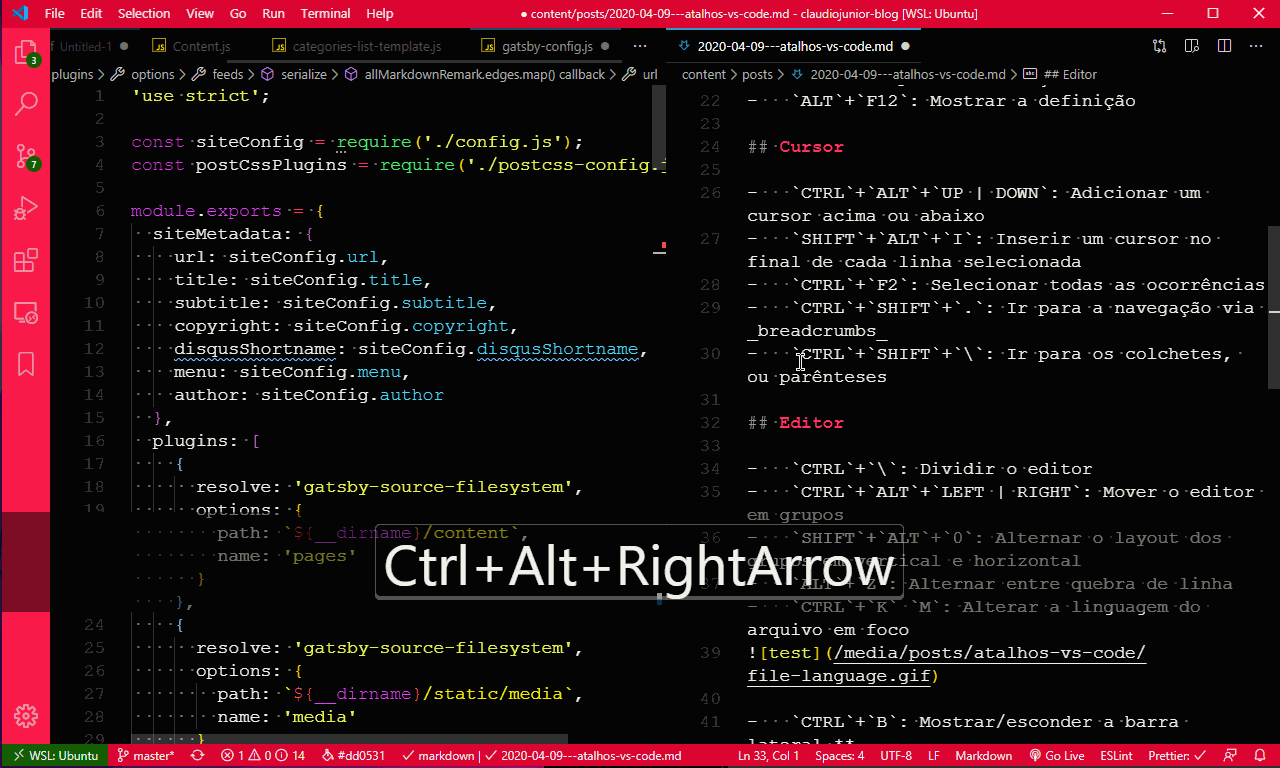 File Edit Selection View Go Run Terminal Help
● content/posts/2020-04-09---atalhos-vs-code.md - claudiojunior-blog [WSL: Ubuntu]
f Untitled-1 ●
Content.js
categories-list-template.js
gatsby-config.js ●
plugins > options > feeds > serialize > allMarkdownRemark.edges.map() callback > url
1 'use strict';
2
3 const siteConfig = require('./config.js');
4 const postCssPlugins = require('./postcss-config.j
5
6 module.exports = {
7 siteMetadata: {
8 url: siteConfig.url,
9 title: siteConfig.title,
10 subtitle: siteConfig.subtitle,
11 copyright: siteConfig.copyright,
12 disqusShortname: siteConfig.disqusShortname,
13 menu: siteConfig.menu,
14 author: siteConfig.author
15 },
16 plugins: [
17 {
18 resolve: 'gatsby-source-filesystem',
19 options: {
path: `${__dirname}/content`,
name: 'pages'
}
},
24 {
25 resolve: 'gatsby-source-filesystem',
26 options: {
27 path: `${__dirname}/static/media`,
28 name: 'media'
29 }
2020-04-09---atalhos-vs-code.md ●
content > posts > 2020-04-09---atalhos-vs-code.md > ## Editor
22 - `ALT`+`F12`: Mostrar a definição
23
24 ## Cursor
25
26 - `CTRL`+`ALT`+`UP | DOWN`: Adicionar um
cursor acima ou abaixo
27 - `SHIFT`+`ALT`+`I`: Inserir um cursor no
final de cada linha selecionada
28 - `CTRL`+`F2`: Selecionar todas as ocorrências
29 - `CTRL`+`SHIFT`+`.`: Ir para a navegação via
_breadcrumbs_
30 - `CTRL`+`SHIFT`+`\`: Ir para os colchetes,
ou parênteses
31
32 ## Editor
33
34 - `CTRL`+`\`: Dividir o editor
35 - `CTRL`+`ALT`+`LEFT | RIGHT`: Mover o editor
em grupos
36 - `SHIFT`+`ALT`+`0`: Alternar o layout dos
grupos em vertical e horizontal
37 - `ALT`+`Z`: Alternar entre quebra de linha
- `CTRL`+`K` `M`: Alterar a linguagem do
arquivo em foco
39 ![test](/media/posts/atalhos-vs-code/
file-language.gif)
40
41 - `CTRL`+`B`: Mostrar/esconder a barra
lateral
Ctrl+Alt+RightArrow
3
7
WSL: Ubuntu master* 1 0 14 #dd0531 markdown | 2020-04-09---atalhos-vs-code.md Ln 33, Col 1 Spaces: 4 UTF-8 LF Markdown Go Live ESLint Prettier: ✓